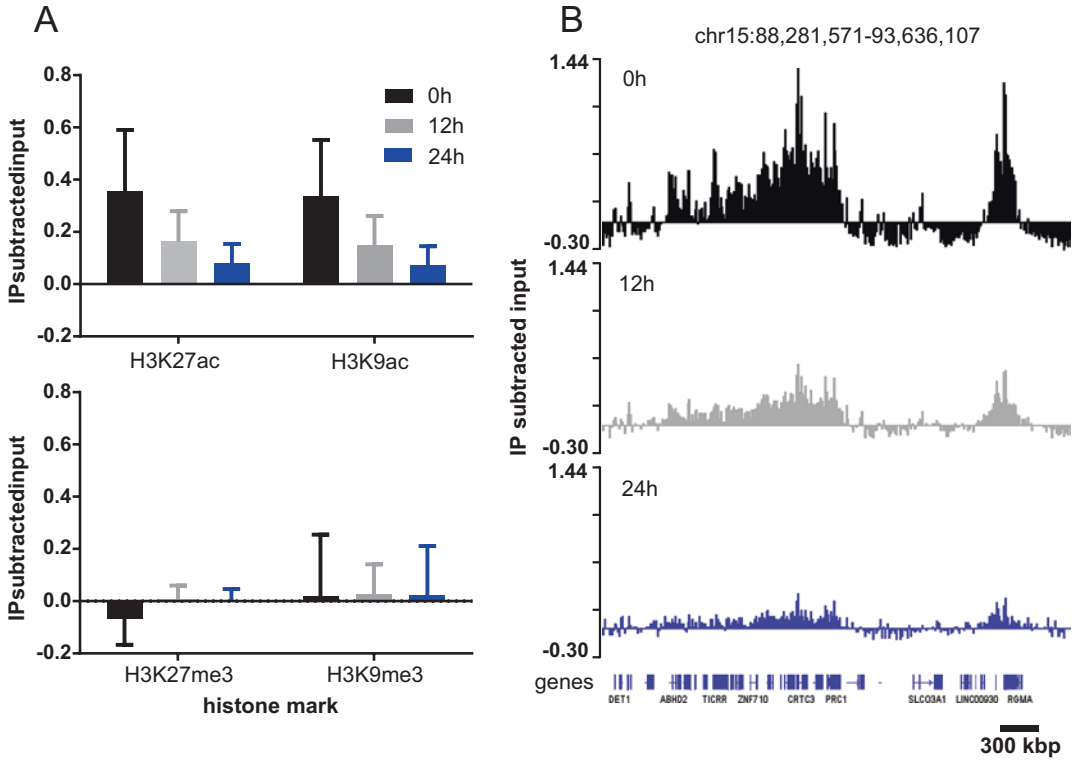 A
0.8
0.6
0.4
0.2
0.0
-0.2
IPsubtractedinput
0h
12h
24h
H3K27ac
H3K9ac
0.8
0.6
0.4
0.2
0.0
-0.2
IPsubtractedinput
H3K27me3
H3K9me3
histone mark
B
chr15:88,281,571-93,636,107
1.44
0h
-0.30
1.44
12h
-0.30
1.44
24h
-0.30
IP subtracted input
genes
DET1 ABHD2 TICRR ZNF710 CRTC3 PRC1 SLCO3A1 LINC00930 RGMA
300 kbp